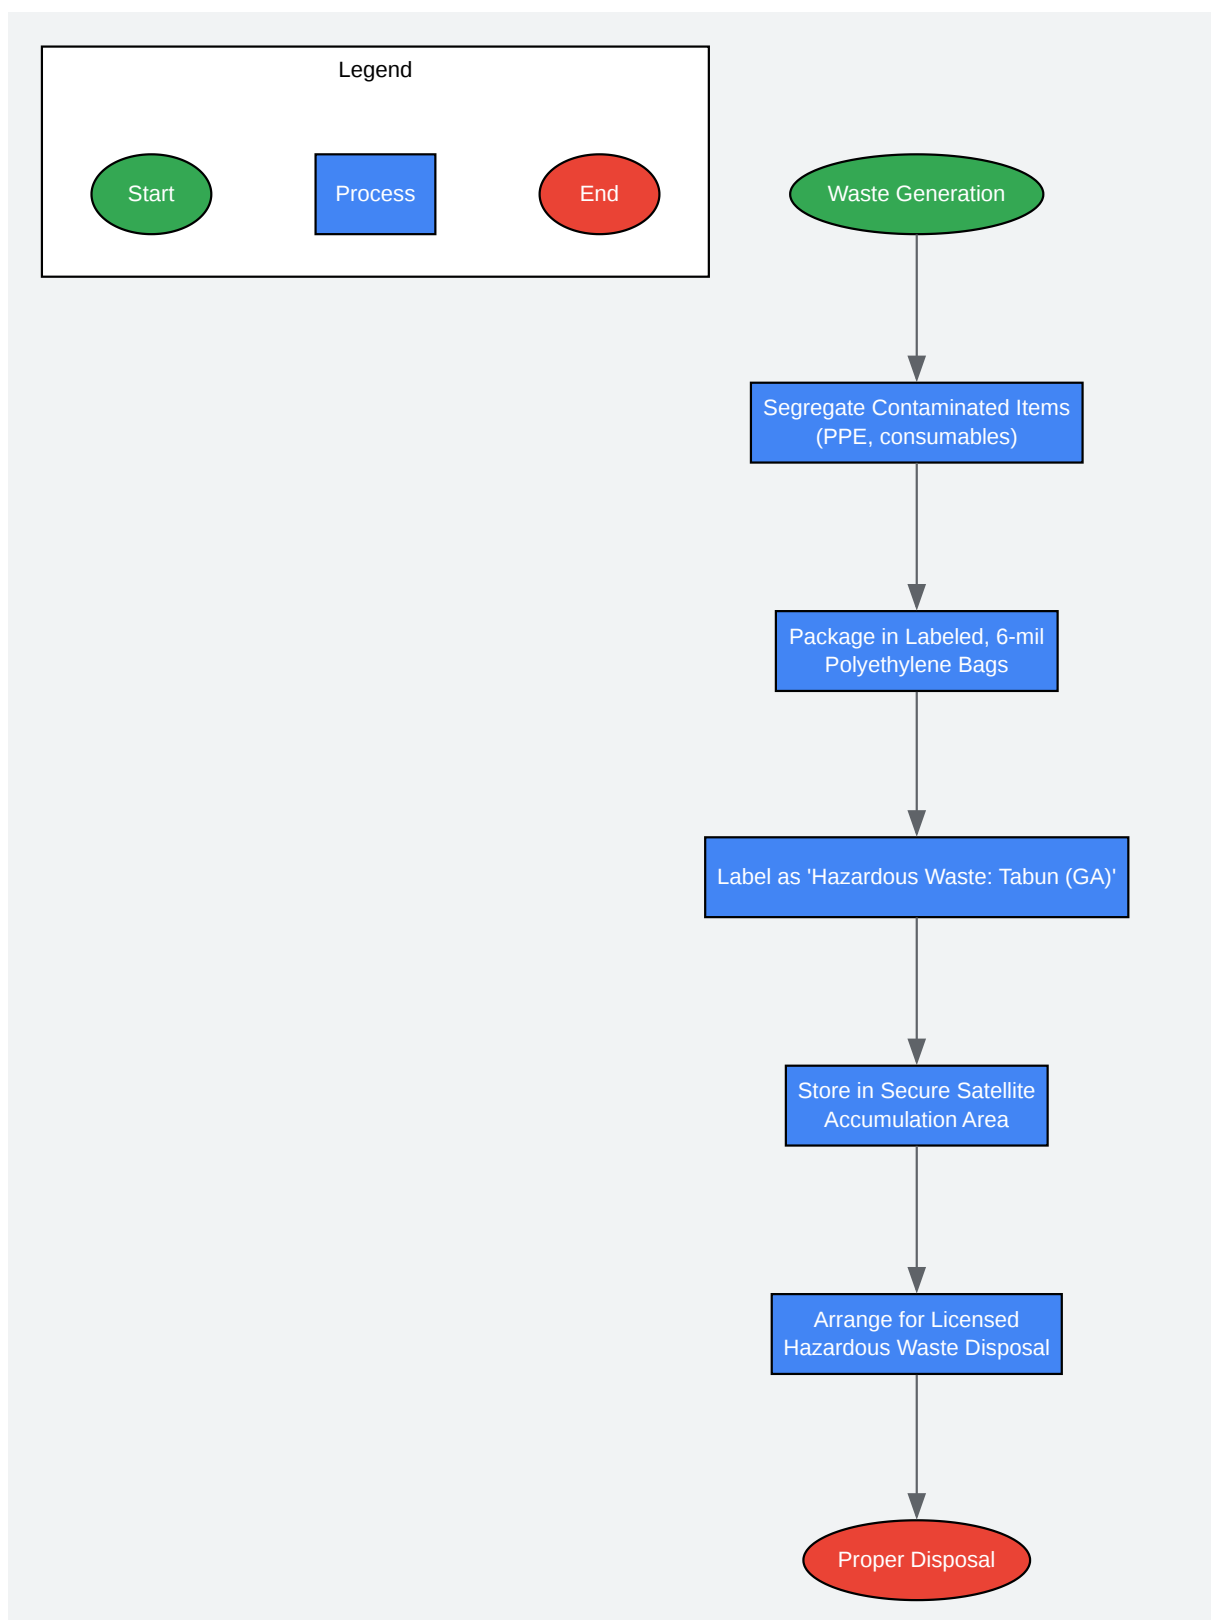 Legend
Start
Process
End
Waste Generation
Segregate Contaminated Items
(PPE, consumables)
Package in Labeled, 6-mil
Polyethylene Bags
Label as 'Hazardous Waste: Tabun (GA)'
Store in Secure Satellite
Accumulation Area
Arrange for Licensed
Hazardous Waste Disposal
Proper Disposal